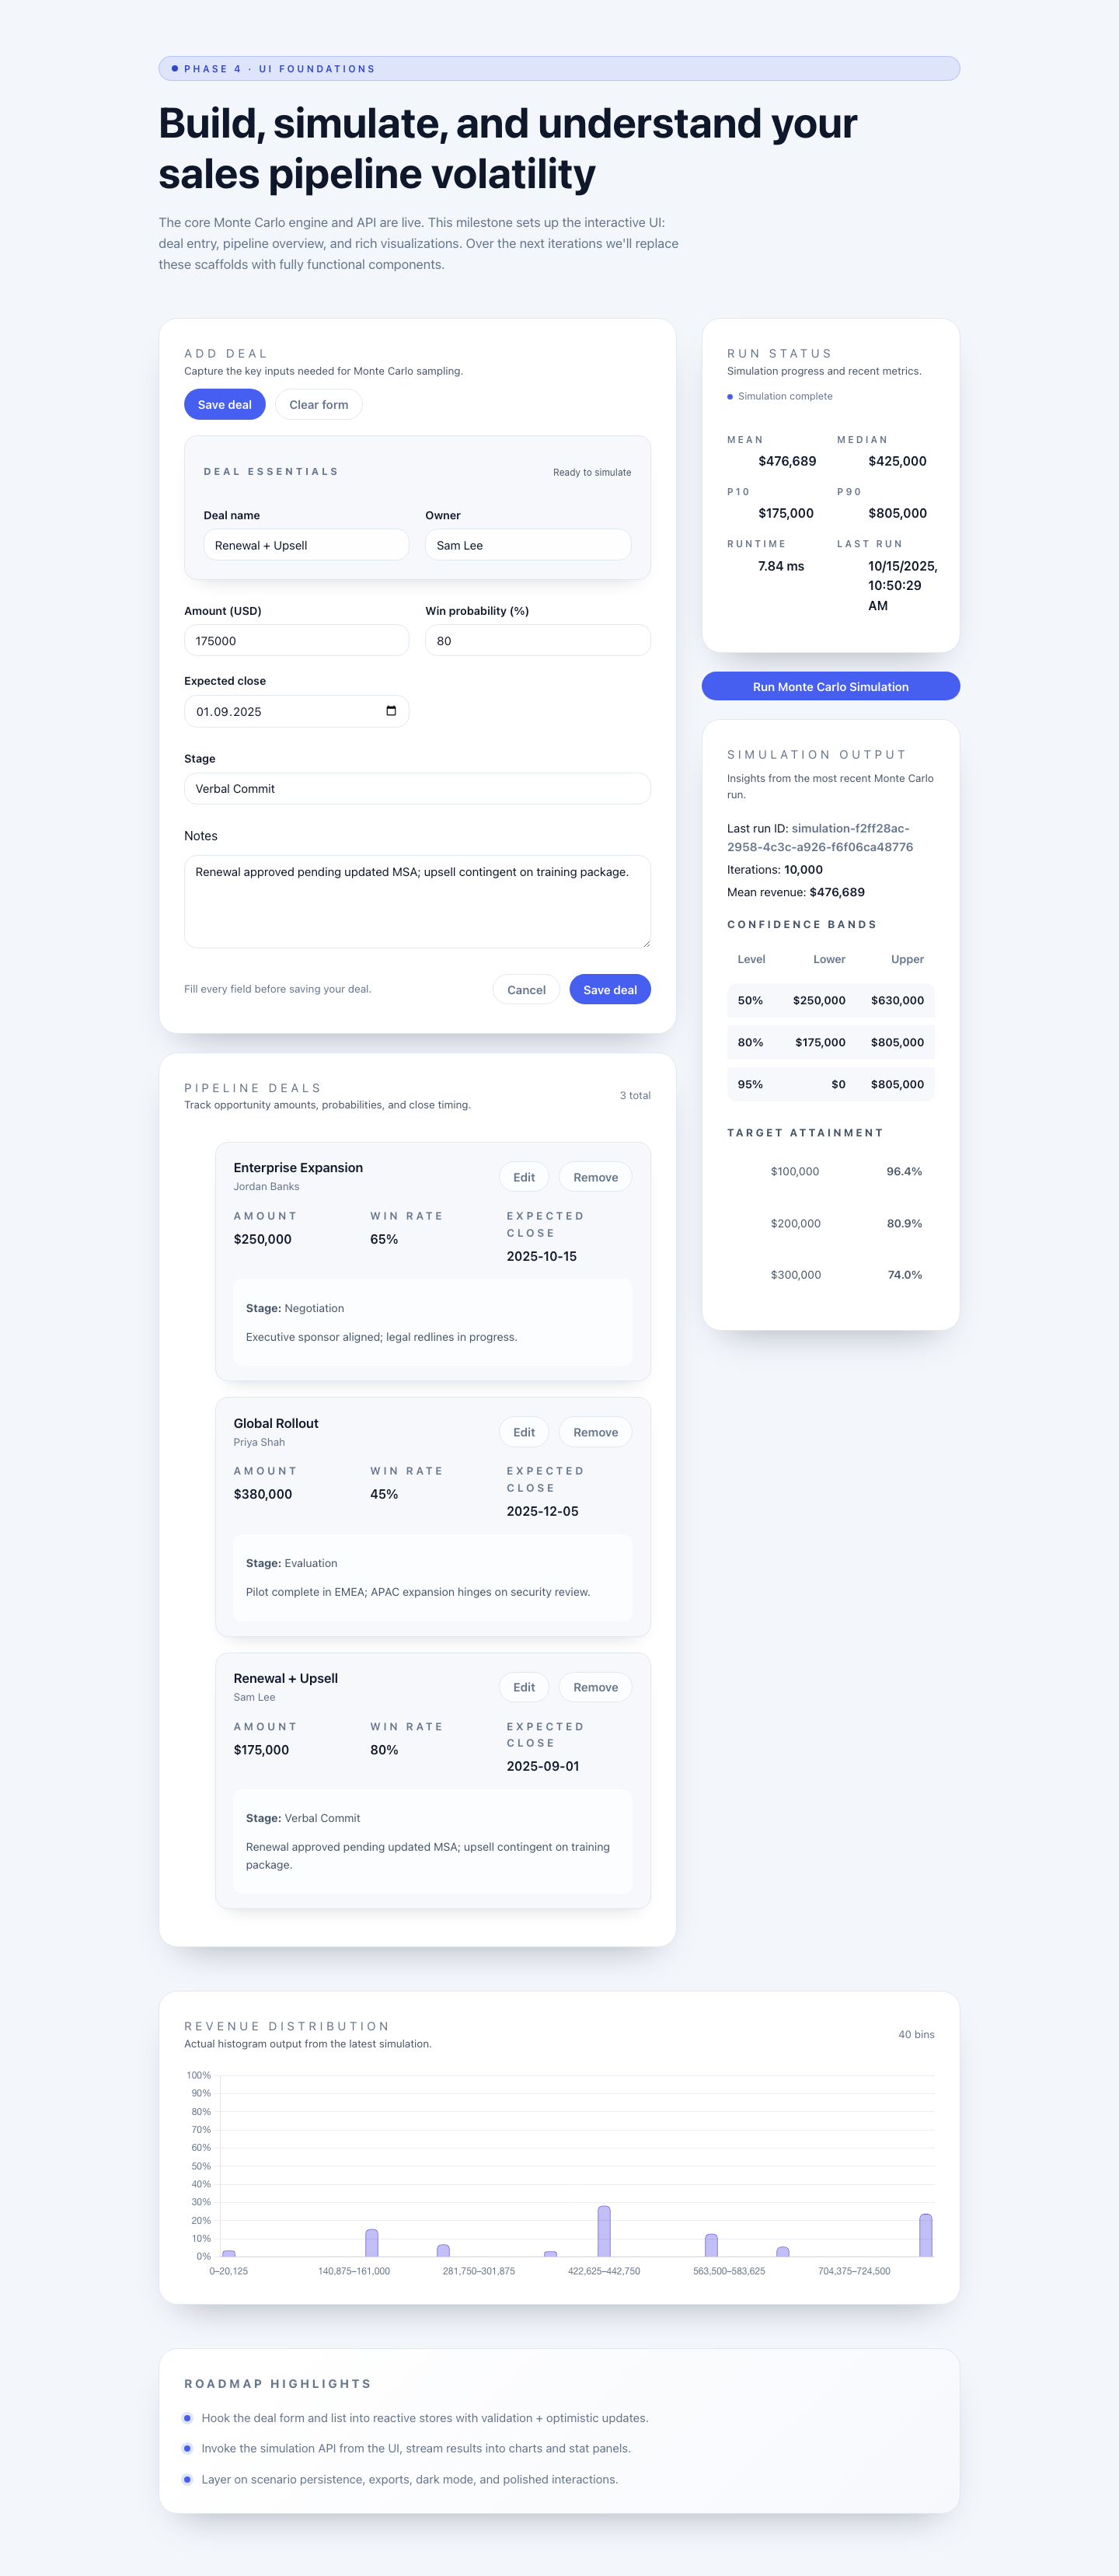 PHASE 4 · UI FOUNDATIONS
Build, simulate, and understand your
sales pipeline volatility
The core Monte Carlo engine and API are live. This milestone sets up the interactive UI:
deal entry, pipeline overview, and rich visualizations. Over the next iterations we'll replace
these scaffolds with fully functional components.
ADD DEAL
Capture the key inputs needed for Monte Carlo sampling.
Save deal Clear form
DEAL ESSENTIALS Ready to simulate
Deal name Owner
Renewal + Upsell Sam Lee
Amount (USD) Win probability (%)
175000 80
Expected close
01.09.2025
Stage
Verbal Commit
Notes
Renewal approved pending updated MSA; upsell contingent on training package.
Fill every field before saving your deal. Cancel Save deal
PIPELINE DEALS
Track opportunity amounts, probabilities, and close timing.
3 total
Enterprise Expansion
Jordan Banks
Edit Remove
AMOUNT WIN RATE EXPECTED
CLOSE
$250,000 65% 2025-10-15
Stage: Negotiation
Executive sponsor aligned; legal redlines in progress.
Global Rollout
Priya Shah
Edit Remove
AMOUNT WIN RATE EXPECTED
CLOSE
$380,000 45% 2025-12-05
Stage: Evaluation
Pilot complete in EMEA; APAC expansion hinges on security review.
Renewal + Upsell
Sam Lee
Edit Remove
AMOUNT WIN RATE EXPECTED
CLOSE
$175,000 80% 2025-09-01
Stage: Verbal Commit
Renewal approved pending updated MSA; upsell contingent on training
package.
RUN STATUS
Simulation progress and recent metrics.
Simulation complete
MEAN MEDIAN
$476,689 $425,000
P10 P90
$175,000 $805,000
RUNTIME LAST RUN
7.84 ms 10/15/2025,
10:50:29
AM
Run Monte Carlo Simulation
SIMULATION OUTPUT
Insights from the most recent Monte Carlo
run.
Last run ID: simulation-f2ff28ac-
2958-4c3c-a926-f6f06ca48776
Iterations: 10,000
Mean revenue: $476,689
CONFIDENCE BANDS
Level Lower Upper
50% $250,000 $630,000
80% $175,000 $805,000
95% $0 $805,000
TARGET ATTAINMENT
$100,000 96.4%
$200,000 80.9%
$300,000 74.0%
REVENUE DISTRIBUTION
Actual histogram output from the latest simulation.
40 bins
100%
90%
80%
70%
60%
50%
40%
30%
20%
10%
0%
0–20,125 140,875–161,000 281,750–301,875 422,625–442,750 563,500–583,625 704,375–724,500
ROADMAP HIGHLIGHTS
Hook the deal form and list into reactive stores with validation + optimistic updates.
Invoke the simulation API from the UI, stream results into charts and stat panels.
Layer on scenario persistence, exports, dark mode, and polished interactions.